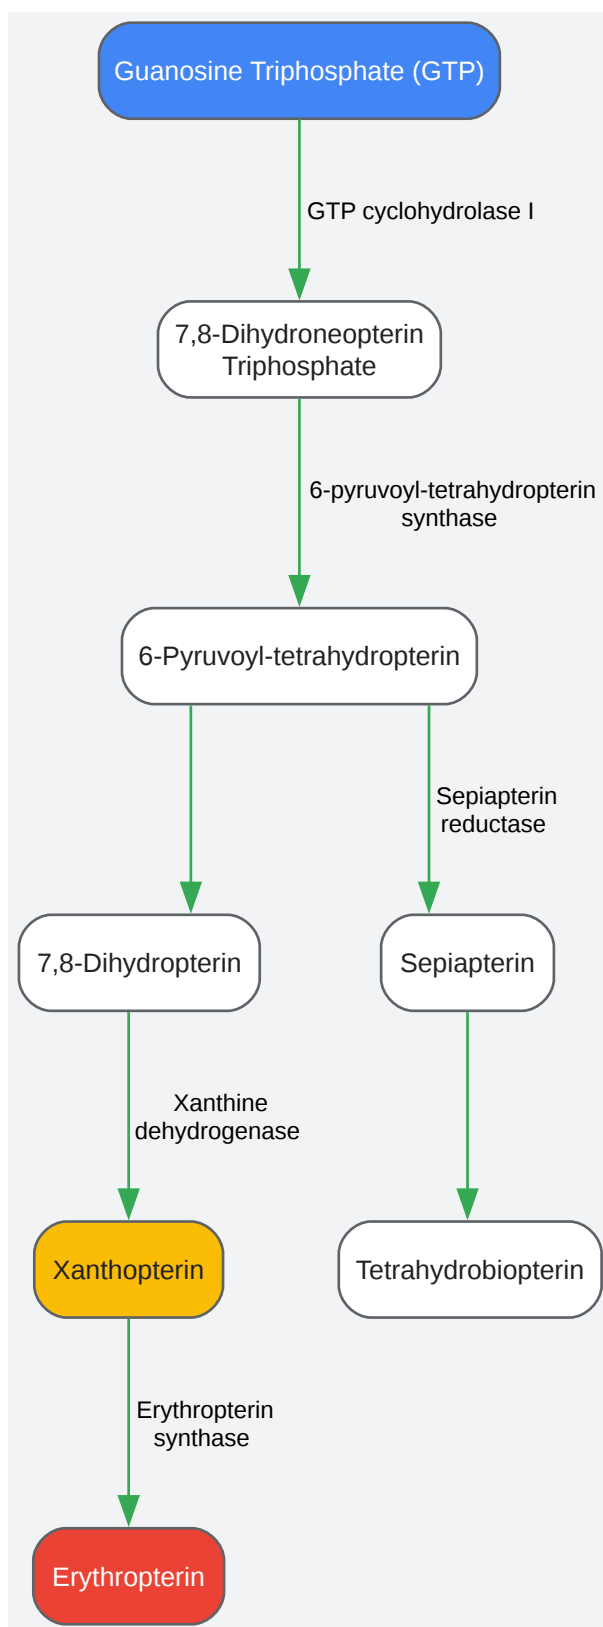 Guanosine Triphosphate (GTP)
GTP cyclohydrolase I
7,8-Dihydroneopterin
Triphosphate
6-pyruvoyl-tetrahydropterin
synthase
6-Pyruvoyl-tetrahydropterin
Sepiapterin
reductase
7,8-Dihydropterin
Sepiapterin
Xanthine
dehydrogenase
Xanthopterin
Tetrahydrobiopterin
Erythropterin
synthase
Erythropterin